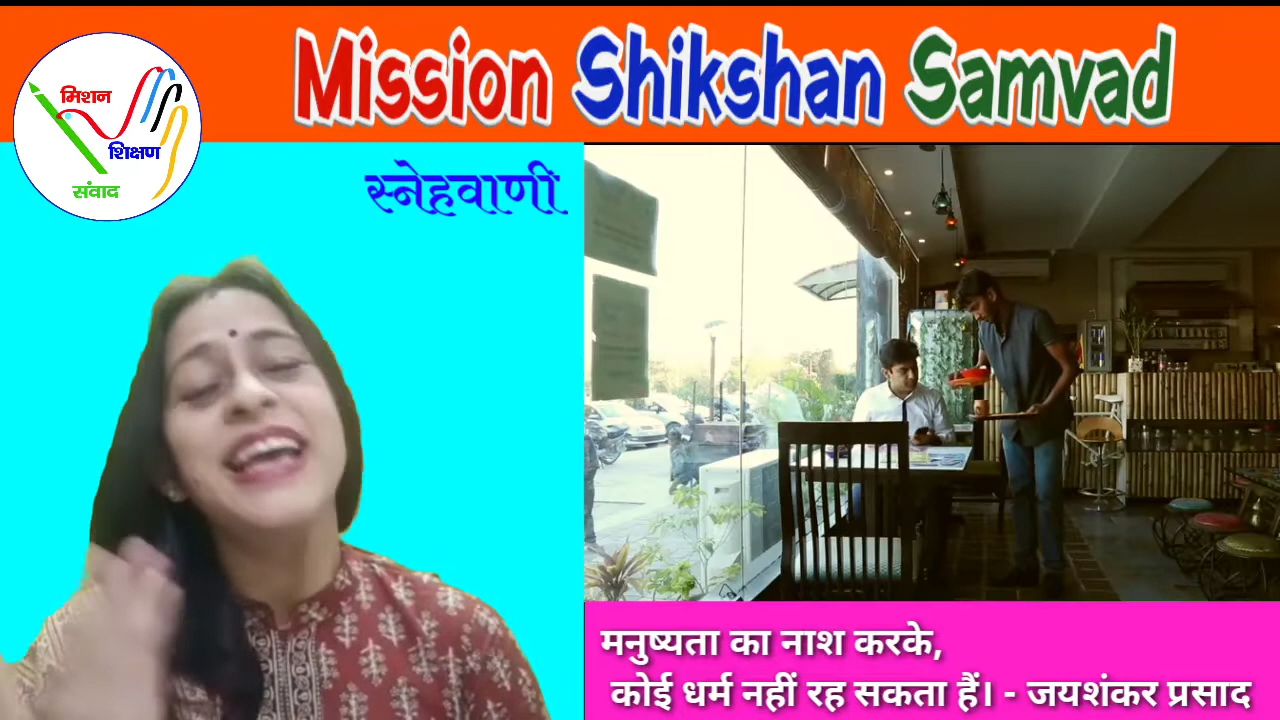 Mission Shikshan Samvad
मिशन
शिक्षण
संवाद
स्नेहवाणी
मनुष्यता का नाश करके,
कोई धर्म नहीं रह सकता हैं। - जयशंकर प्रसाद